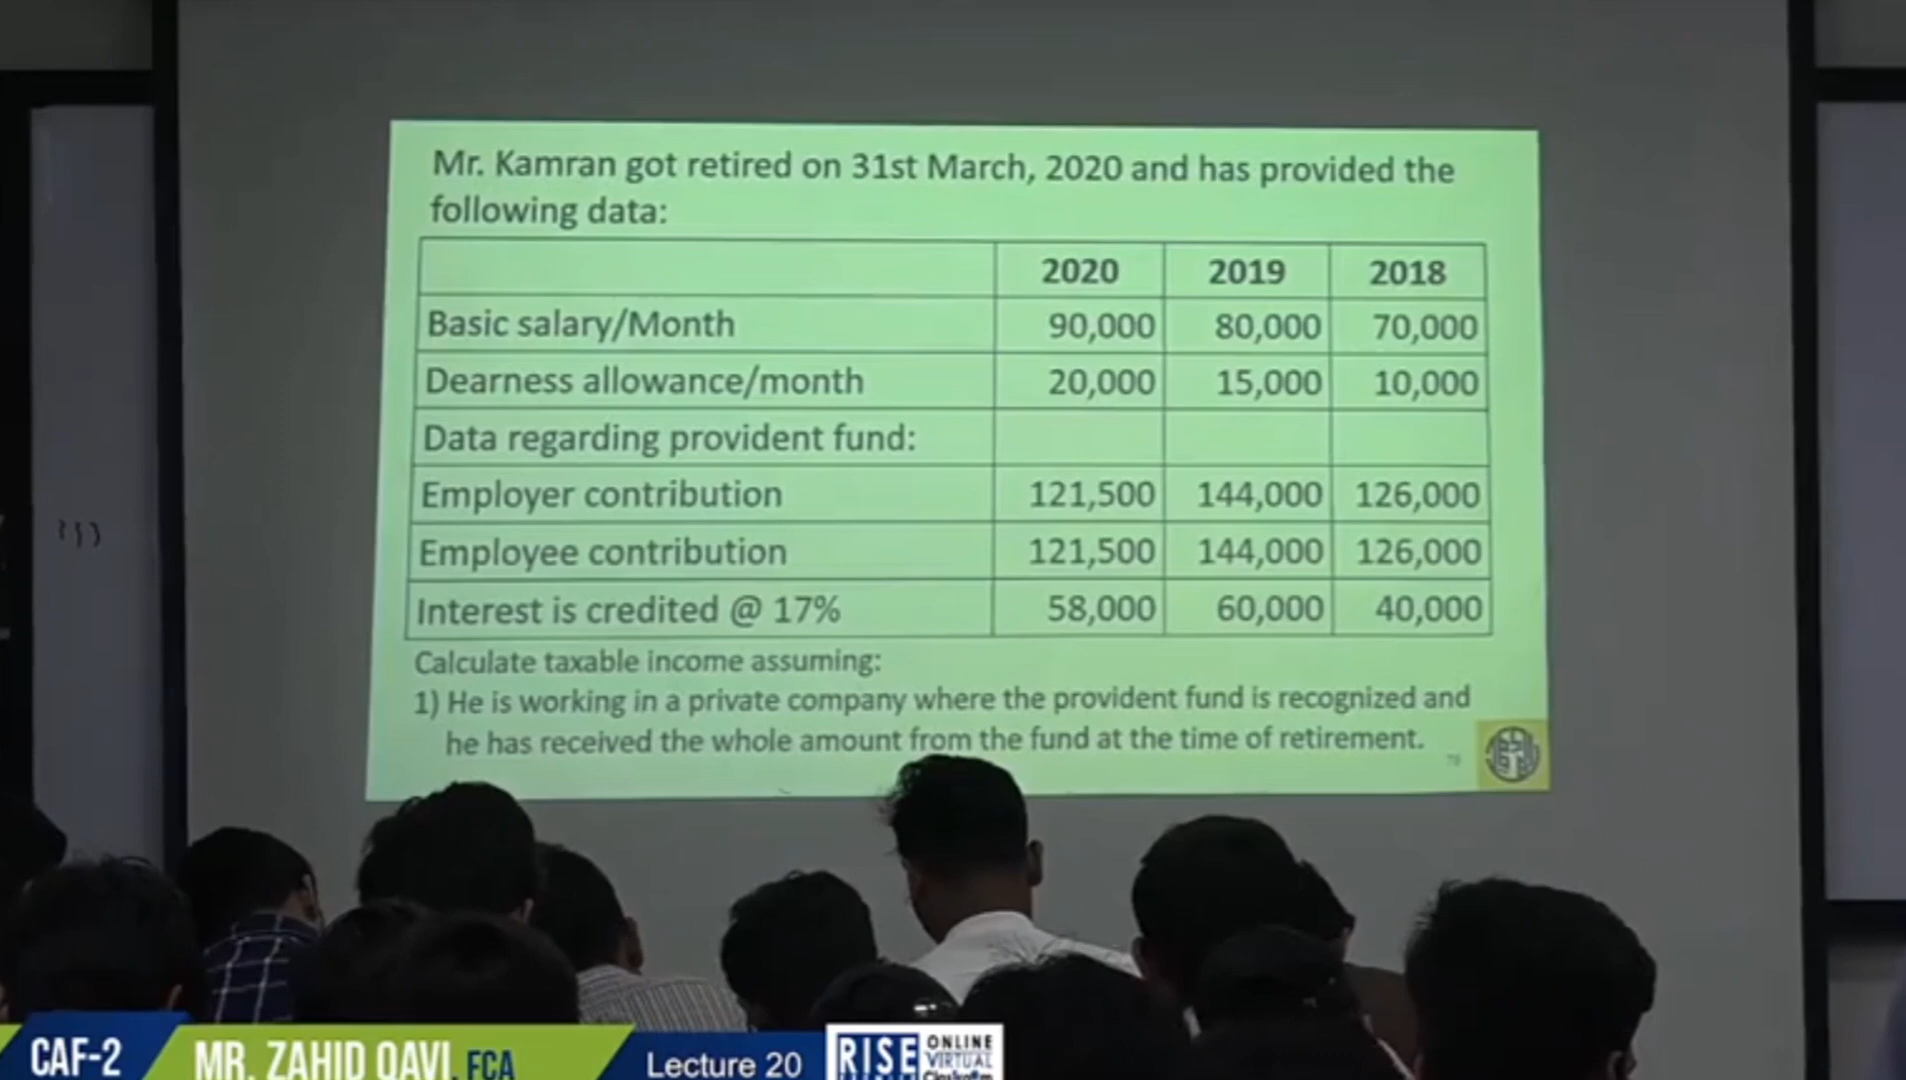 Mr. Kamran got retired on 31st March, 2020 and has provided the
following data:
2020 2019 2018
Basic salary/Month 90,000 80,000 70,000
Dearness allowance/month 20,000 15,000 10,000
Data regarding provident fund:
Employer contribution 121,500 144,000 126,000
Employee contribution 121,500 144,000 126,000
Interest is credited @ 17% 58,000 60,000 40,000
Calculate taxable income assuming:
1) He is working in a private company where the provident fund is recognized and
he has received the whole amount from the fund at the time of retirement.
CAF-2
MR. ZAHID QAVI, FCA
Lecture 20
RISE
ONLINE
VIRTUAL